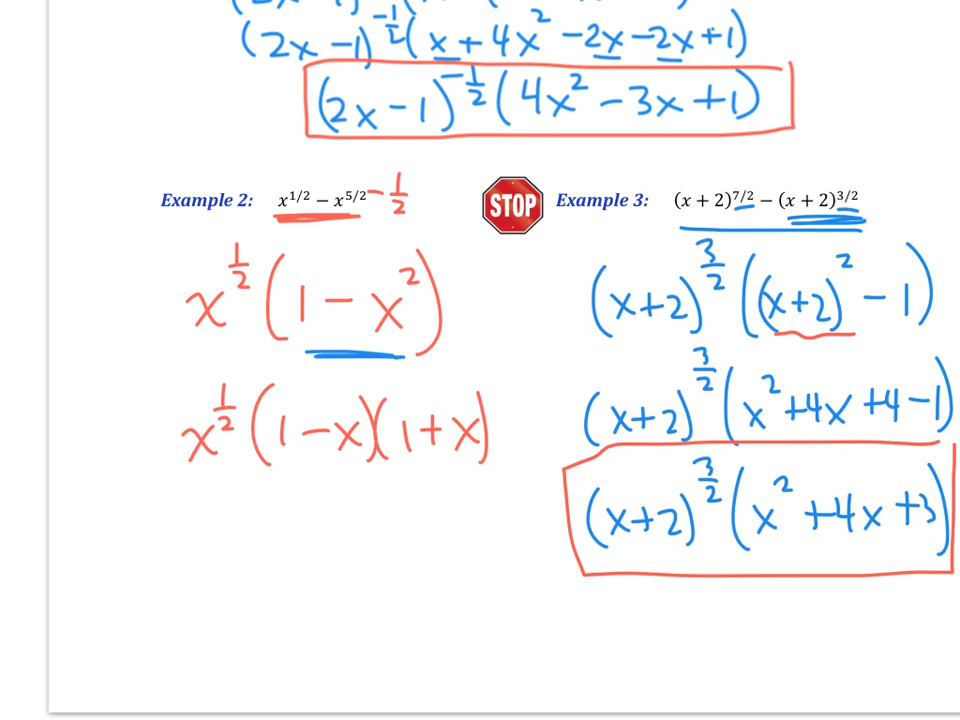 (2x − 1)^{-1/2}(x + 4x² − 2x − 2x + 1)
(2x − 1)^{-1/2}(4x² − 3x + 1)
Example 2: x^{1/2} − x^{5/2} − 1/2
STOP
Example 3: (x + 2)^{7/2} − (x + 2)^{3/2}
x^{1/2}(1 − x²)
x^{1/2}(1 − x)(1 + x)
(x+2)^{3/2}((x+2)² − 1)
(x+2)^{3/2}(x² + 4x + 4 − 1)
(x+2)^{3/2}(x² + 4x + 3)